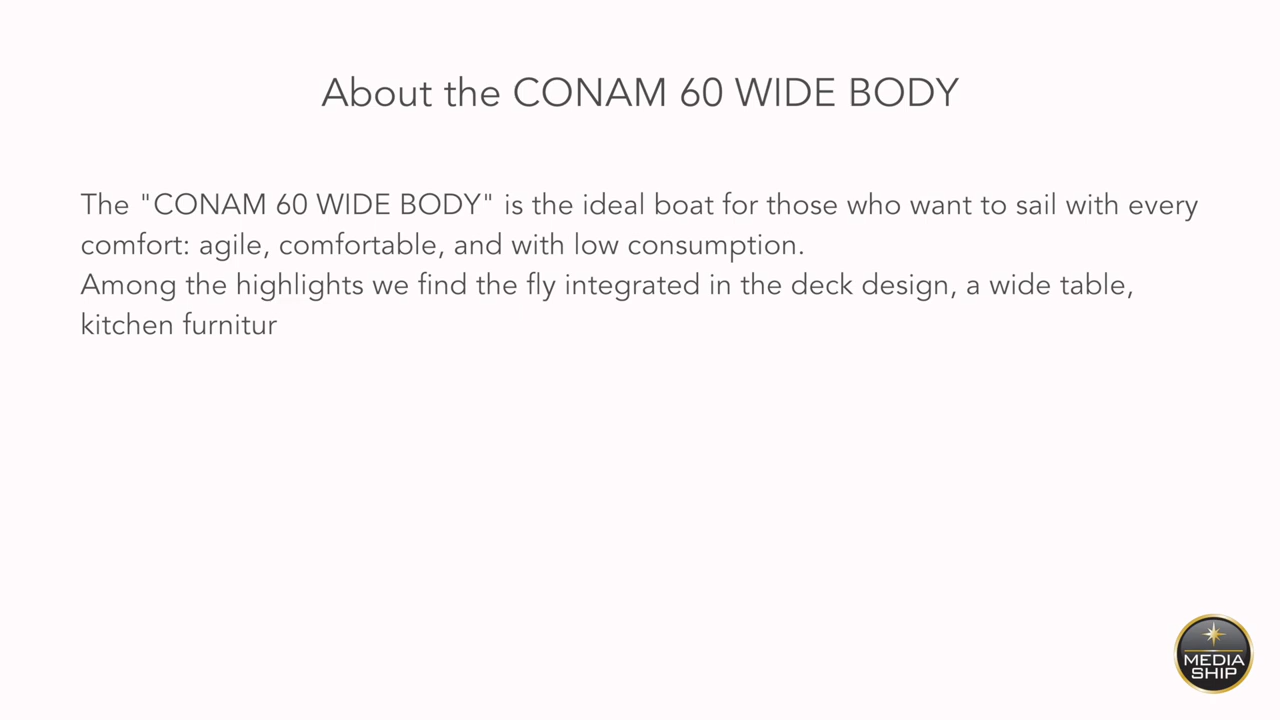 About the CONAM 60 WIDE BODY
The "CONAM 60 WIDE BODY" is the ideal boat for those who want to sail with every
comfort: agile, comfortable, and with low consumption.
Among the highlights we find the fly integrated in the deck design, a wide table,
kitchen furnitur
MEDIA
SHIP